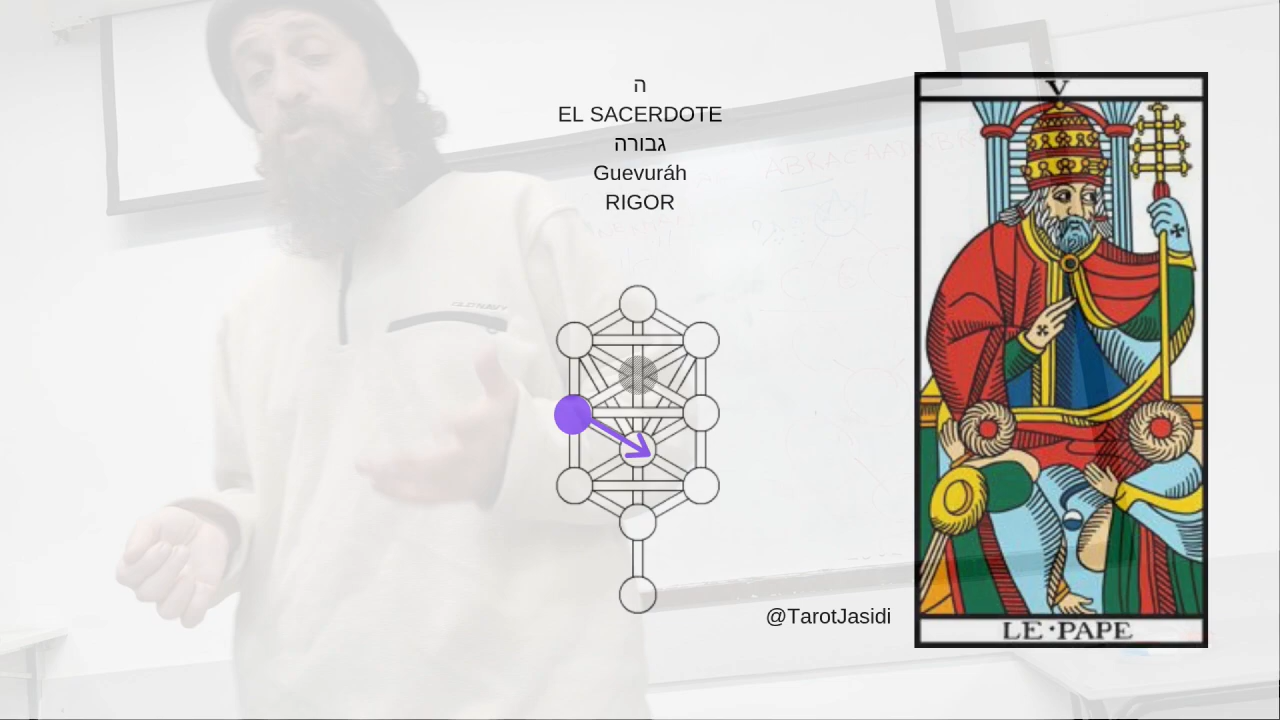 ה
EL SACERDOTE
גבורה
Guevuráh
RIGOR
V
LE·PAPE
@TarotJasidi